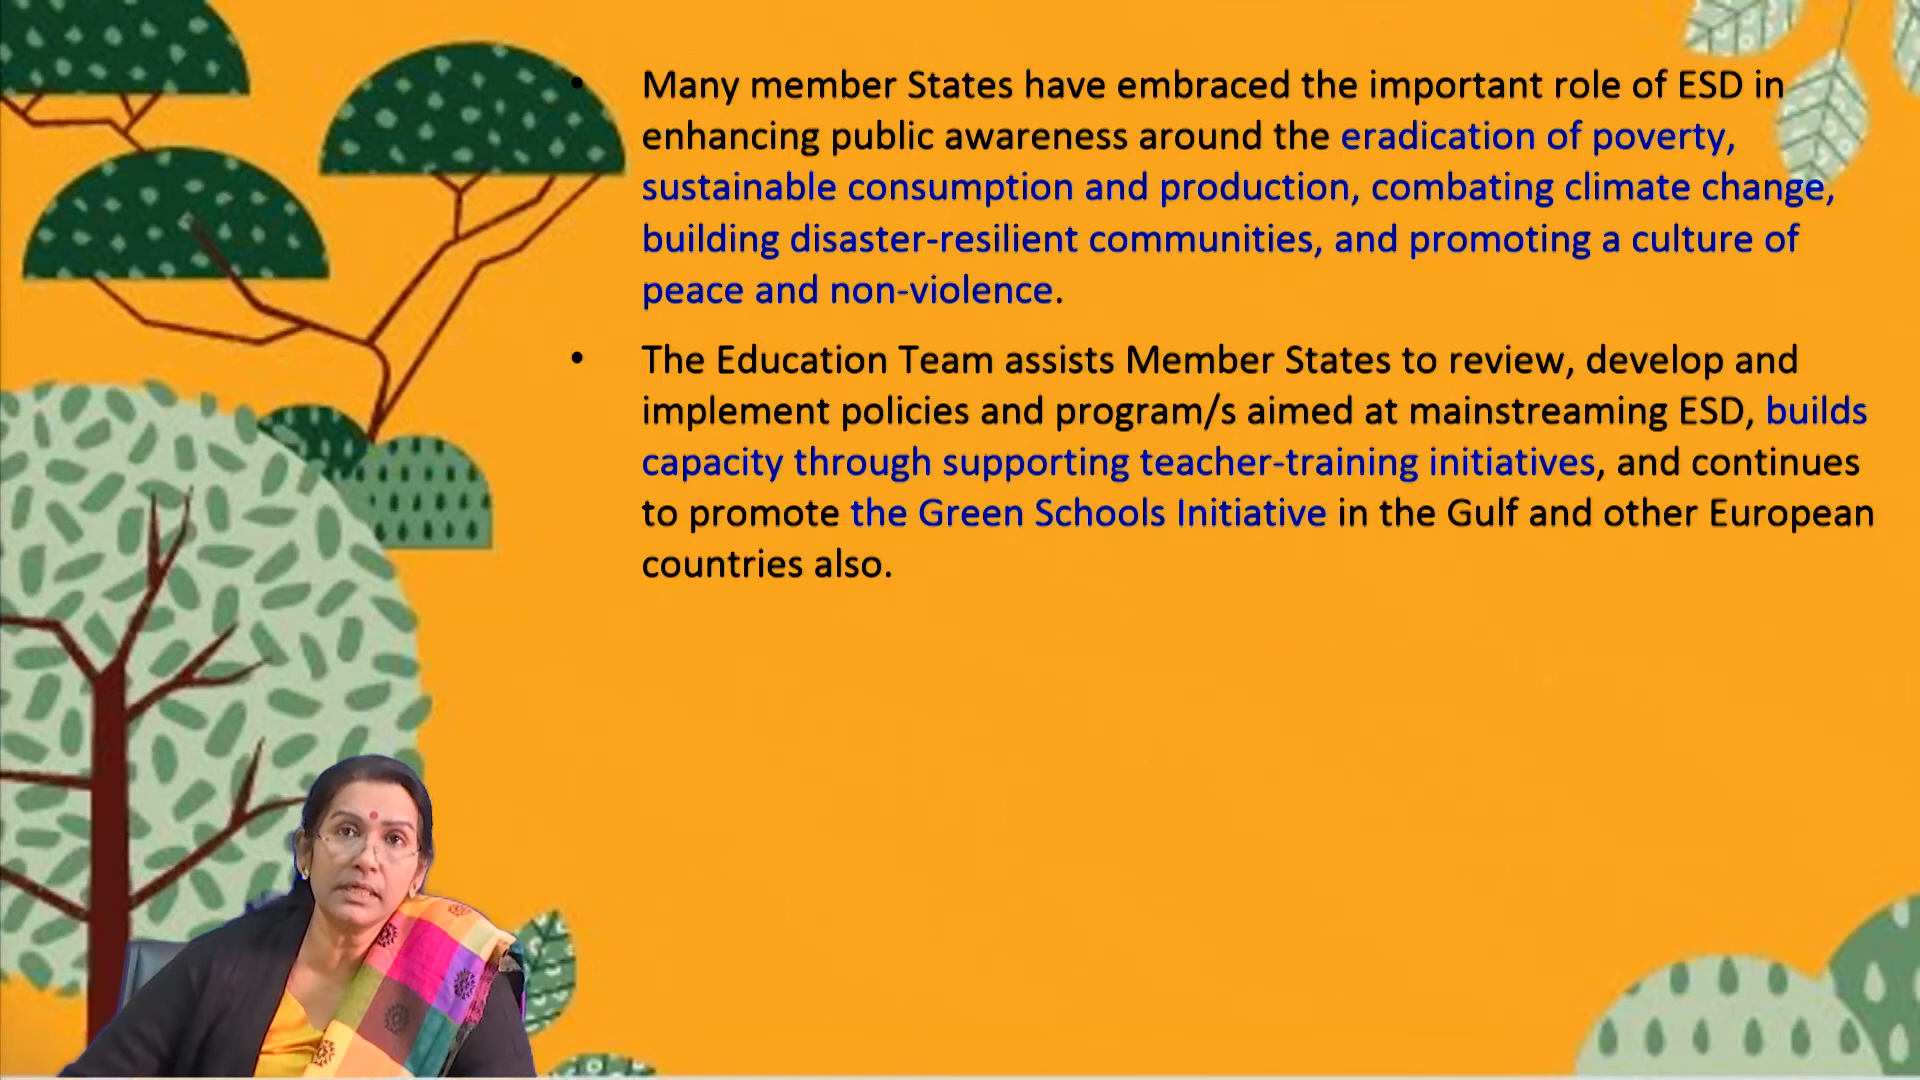 • Many member States have embraced the important role of ESD in
enhancing public awareness around the eradication of poverty,
sustainable consumption and production, combating climate change,
building disaster-resilient communities, and promoting a culture of
peace and non-violence.
• The Education Team assists Member States to review, develop and
implement policies and program/s aimed at mainstreaming ESD, builds
capacity through supporting teacher-training initiatives, and continues
to promote the Green Schools Initiative in the Gulf and other European
countries also.